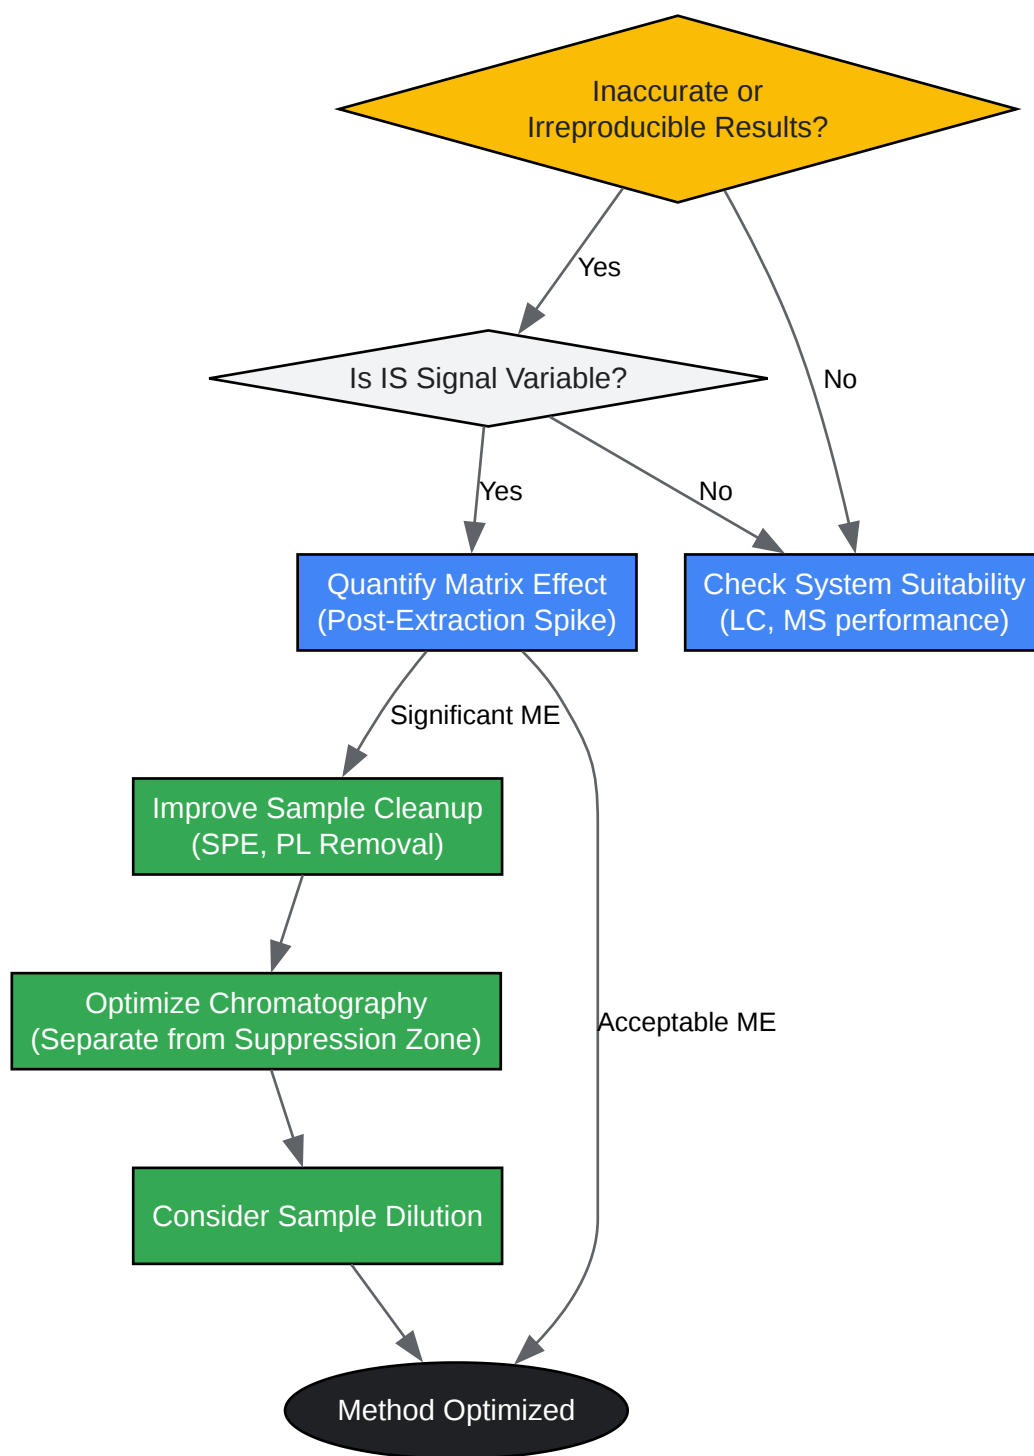 Inaccurate or
Irreproducible Results?
Yes
No
Is IS Signal Variable?
Yes
No
Quantify Matrix Effect
(Post-Extraction Spike)
Check System Suitability
(LC, MS performance)
Significant ME
Acceptable ME
Improve Sample Cleanup
(SPE, PL Removal)
Optimize Chromatography
(Separate from Suppression Zone)
Consider Sample Dilution
Method Optimized